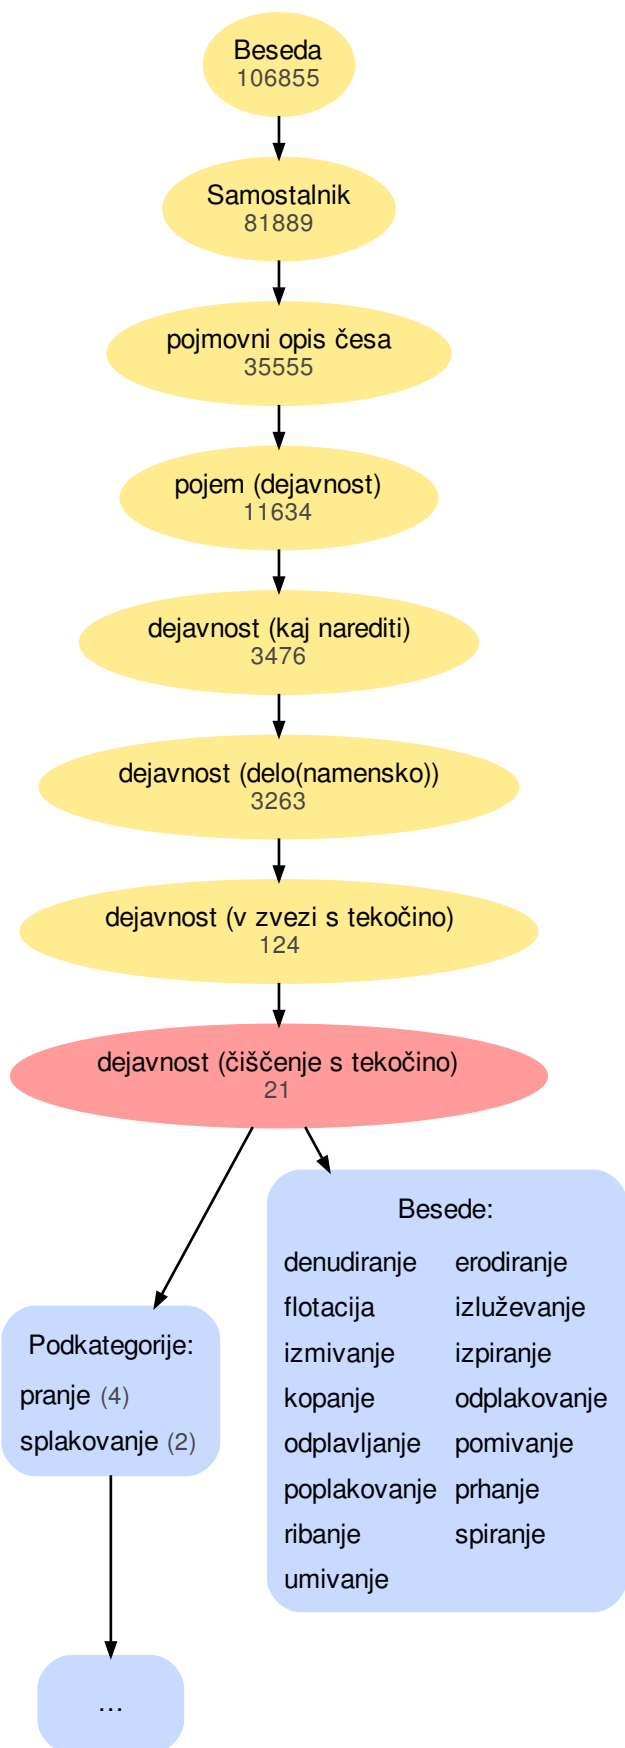 Beseda
106855
Samostalnik
81889
pojmovni opis česa
35555
pojem (dejavnost)
11634
dejavnost (kaj narediti)
3476
dejavnost (delo(namensko))
3263
dejavnost (v zvezi s tekočino)
124
dejavnost (čiščenje s tekočino)
21
Besede:
denudiranje erodiranje
flotacija izluževanje
izmivanje izpiranje
kopanje odplakovanje
odplavljanje pomivanje
poplakovanje prhanje
ribanje spiranje
umivanje
Podkategorije:
pranje (4)
splakovanje (2)
...